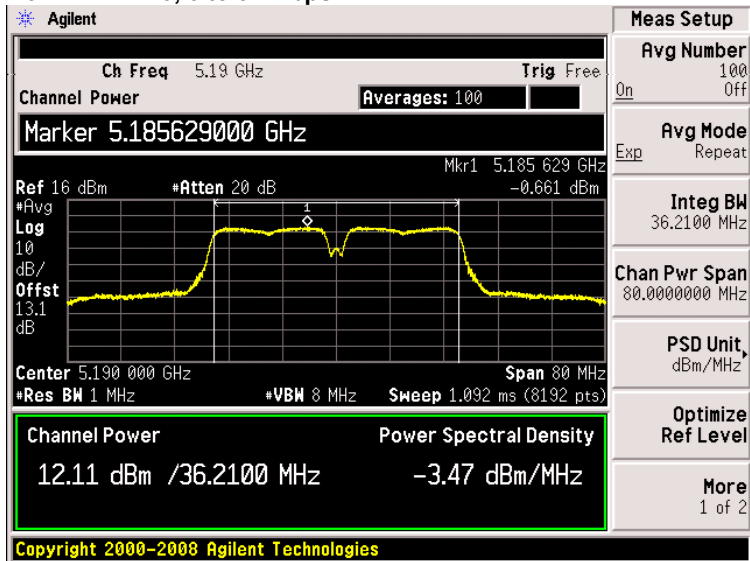 Agilent
Meas Setup
Ch Freq 5.19 GHz
Trig Free
Channel Power
Averages: 100
Marker 5.185629000 GHz
Mkr1 5.185 629 GHz
Ref 16 dBm
#Atten 20 dB
-0.661 dBm
#Avg
Log
10
dB/
Offst
13.1
dB
1
Center 5.190 000 GHz
Span 80 MHz
#Res BW 1 MHz
#VBW 8 MHz
Sweep 1.092 ms (8192 pts)
Channel Power
Power Spectral Density
12.11 dBm /36.2100 MHz
-3.47 dBm/MHz
Copyright 2000-2008 Agilent Technologies
Avg Number
100
On Off
Avg Mode
Exp Repeat
Integ BW
36.2100 MHz
Chan Pwr Span
80.0000000 MHz
PSD Unit
dBm/MHz
Optimize
Ref Level
More
1 of 2